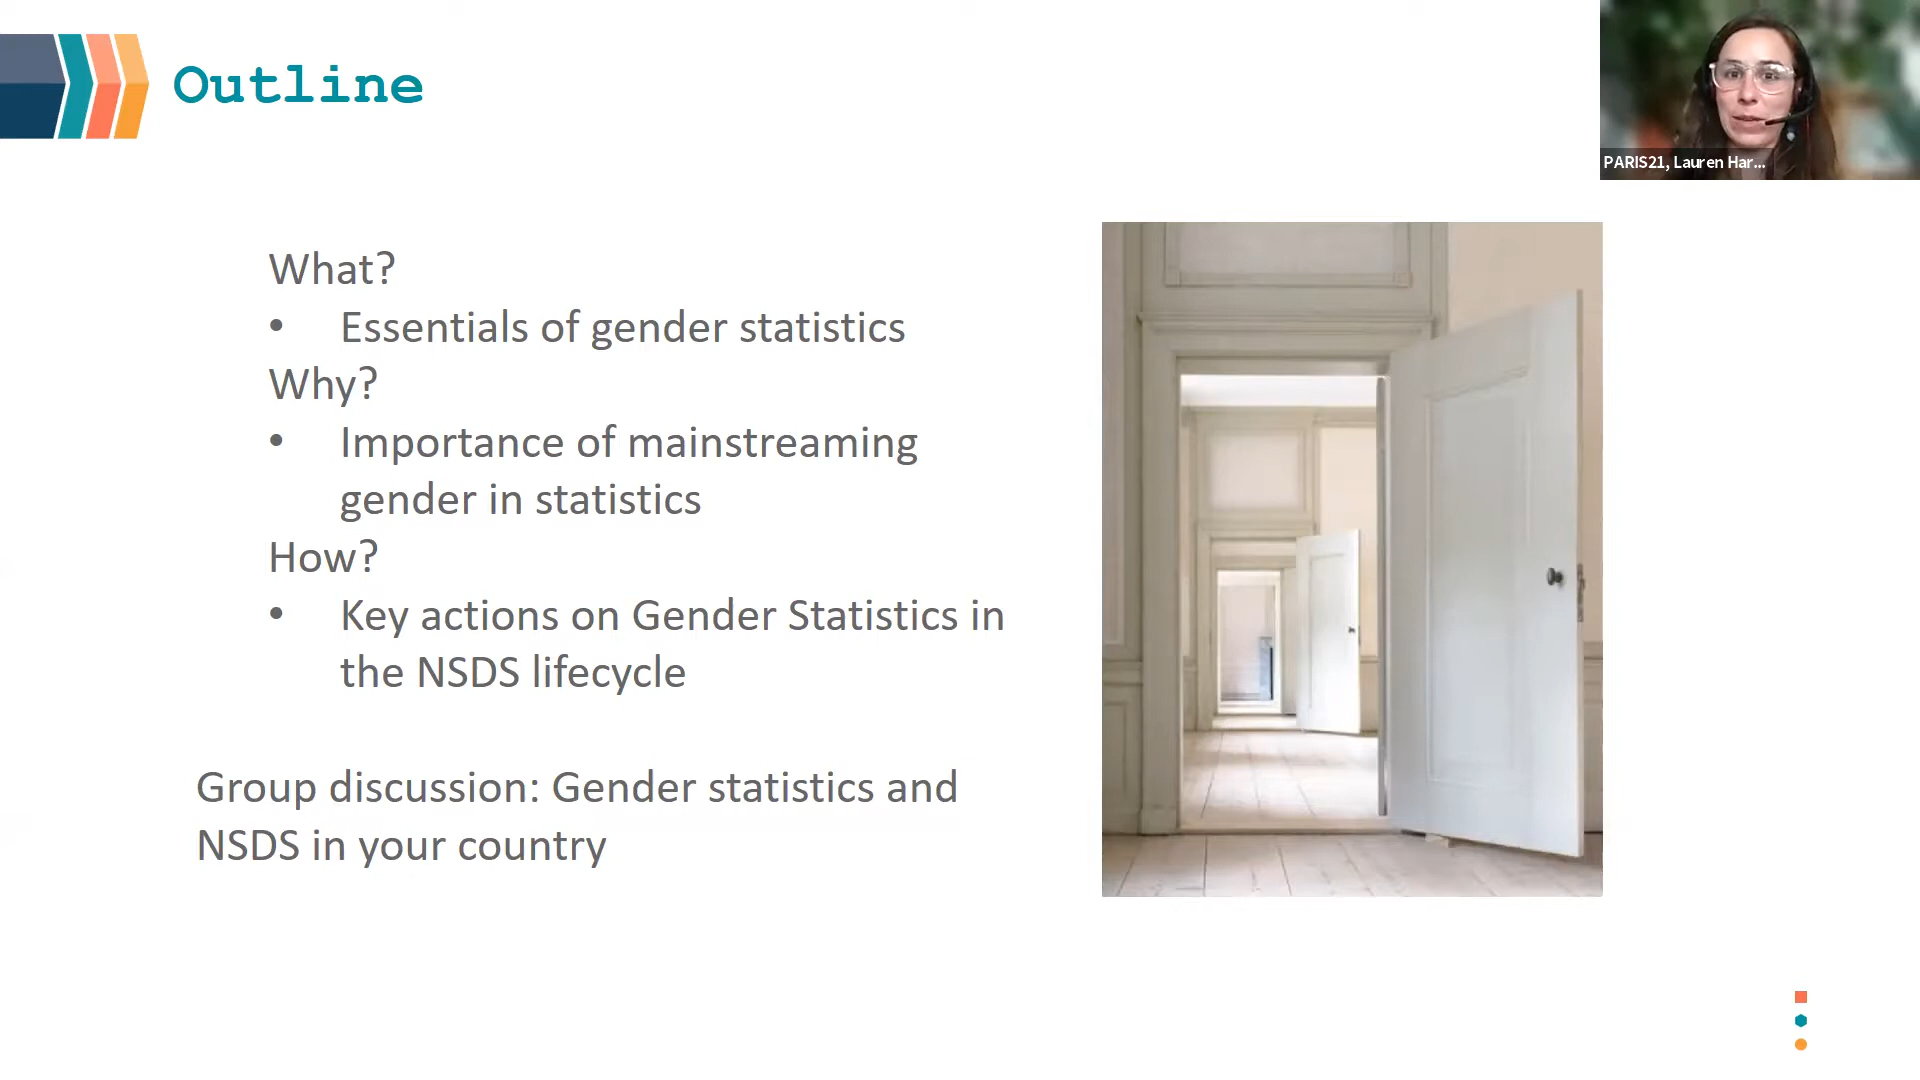 Outline
PARIS21, Lauren Har...
What?
• Essentials of gender statistics
Why?
• Importance of mainstreaming
gender in statistics
How?
• Key actions on Gender Statistics in
the NSDS lifecycle
Group discussion: Gender statistics and
NSDS in your country